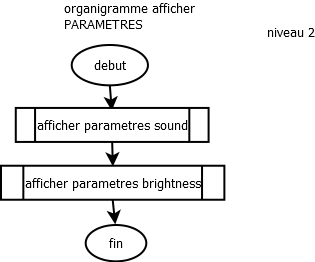 organigramme afficher
PARAMETRES
niveau 2
debut
afficher parametres sound
afficher parametres brightness
fin